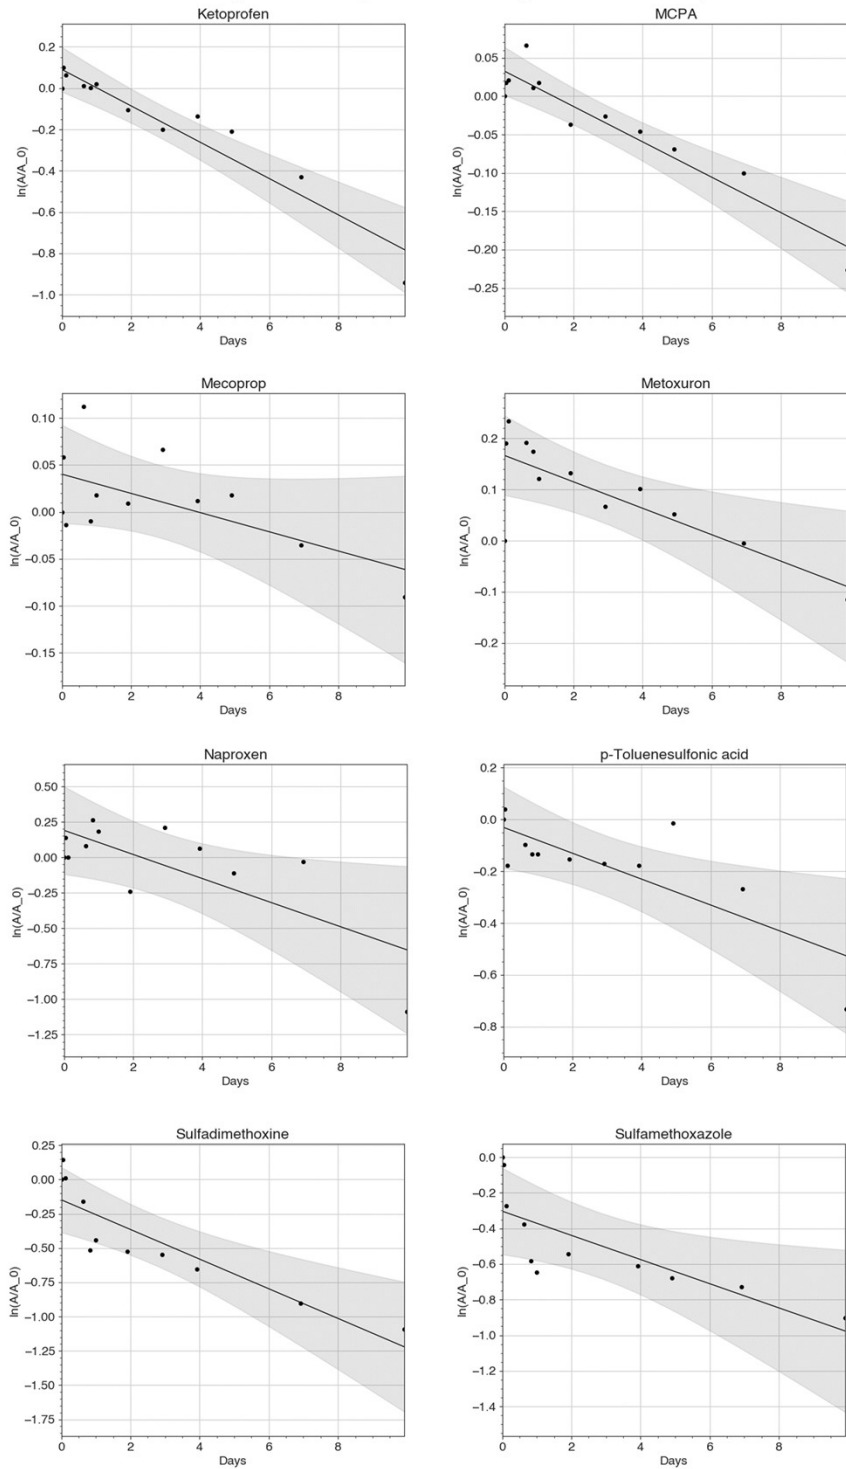 Ketoprofen
0.2
0.0
−0.2
−0.4
−0.6
−0.8
−1.0
ln(A/A_0)
0 2 4 6 8
Days
MCPA
0.05
0.00
−0.05
−0.10
−0.15
−0.20
−0.25
ln(A/A_0)
0 2 4 6 8
Days
Mecoprop
0.10
0.05
0.00
−0.05
−0.10
−0.15
ln(A/A_0)
0 2 4 6 8
Days
Metoxuron
0.2
0.1
0.0
−0.1
−0.2
ln(A/A_0)
0 2 4 6 8
Days
Naproxen
0.50
0.25
0.00
−0.25
−0.50
−0.75
−1.00
−1.25
ln(A/A_0)
0 2 4 6 8
Days
p-Toluenesulfonic acid
0.2
0.0
−0.2
−0.4
−0.6
−0.8
ln(A/A_0)
0 2 4 6 8
Days
Sulfadimethoxine
0.25
0.00
−0.25
−0.50
−0.75
−1.00
−1.25
−1.50
−1.75
ln(A/A_0)
0 2 4 6 8
Days
Sulfamethoxazole
0.0
−0.2
−0.4
−0.6
−0.8
−1.0
−1.2
−1.4
ln(A/A_0)
0 2 4 6 8
Days